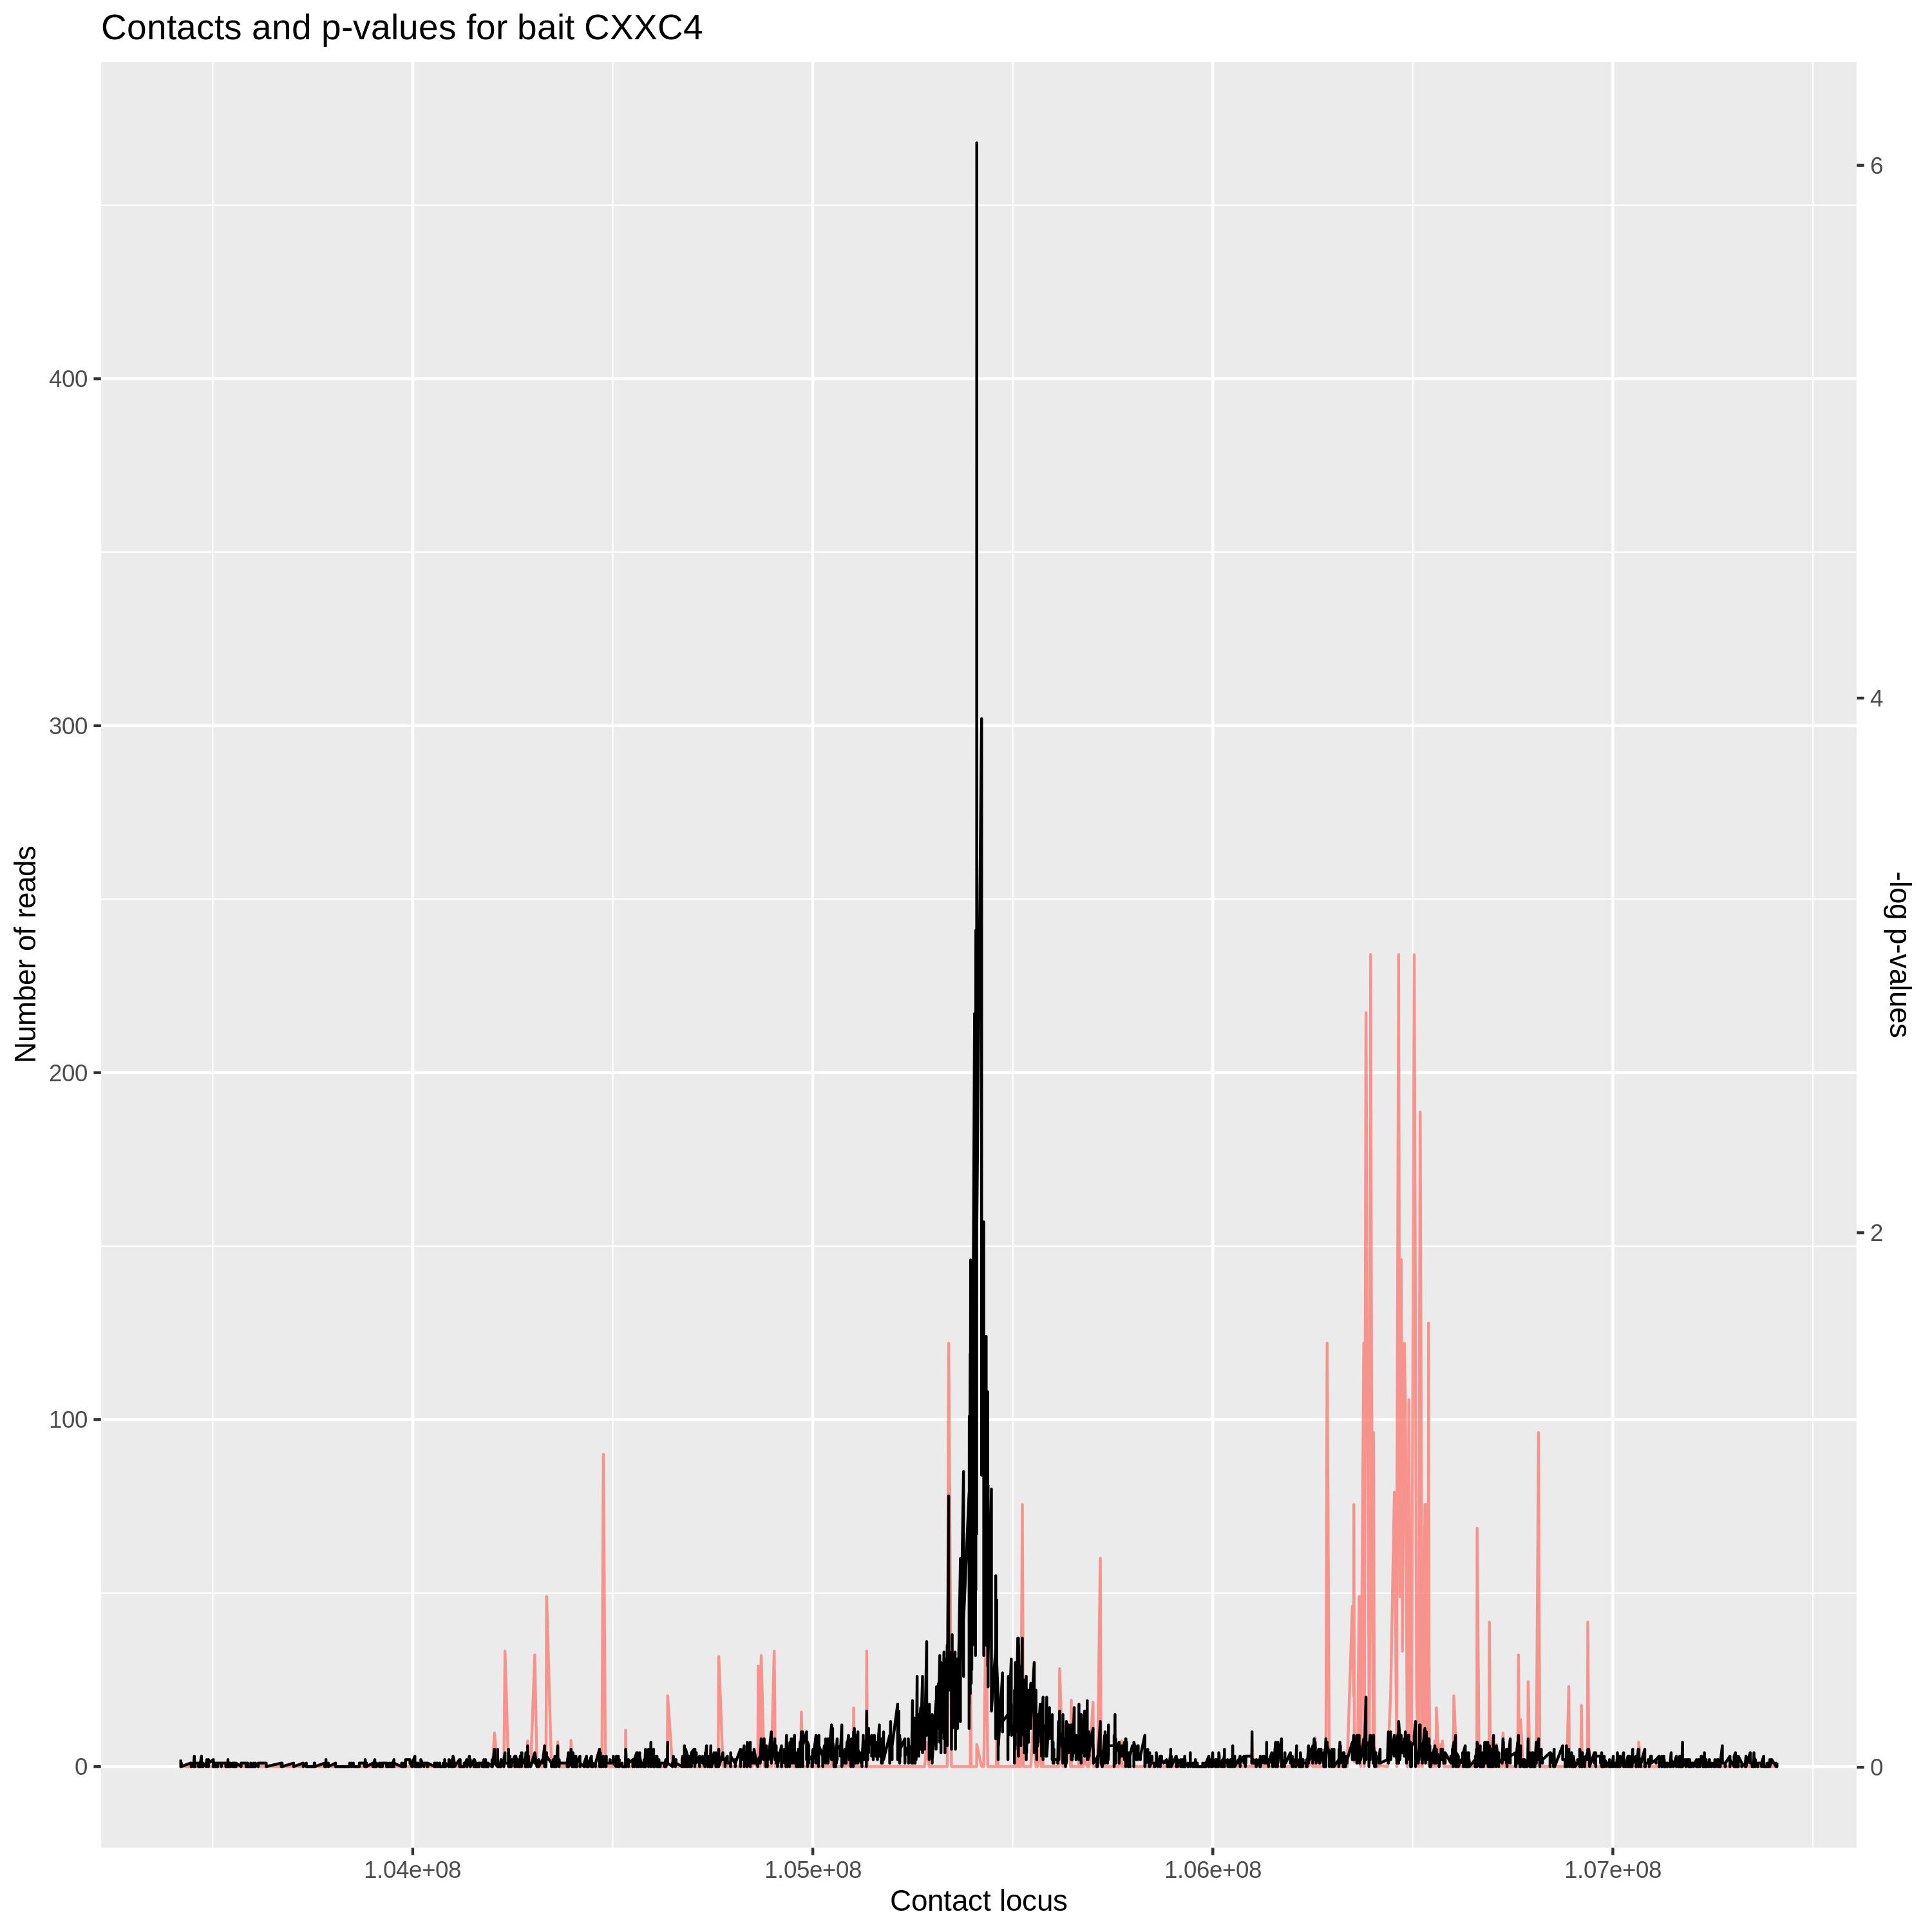 Contacts and p-values for bait CXXC4
Number of reads
400
300
200
100
0
6
4
2
0
-log p-values
1.04e+08
1.05e+08
1.06e+08
1.07e+08
Contact locus